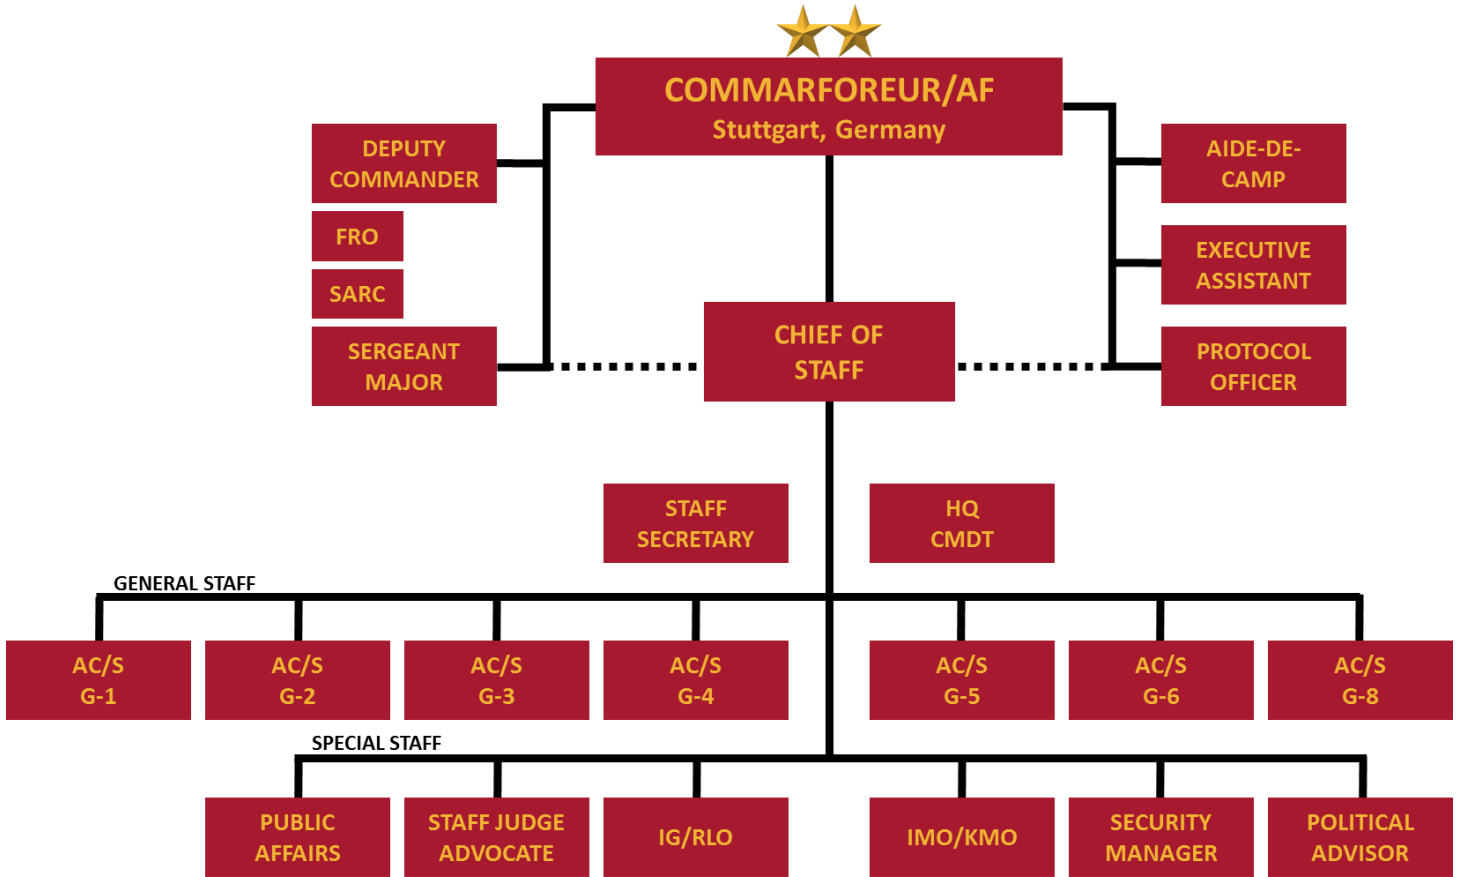 COMMARFOREUR/AF
Stuttgart, Germany
DEPUTY
COMMANDER
FRO
SARC
SERGEANT
MAJOR
AIDE-DE-
CAMP
EXECUTIVE
ASSISTANT
PROTOCOL
OFFICER
CHIEF OF
STAFF
STAFF
SECRETARY
HQ
CMDT
GENERAL STAFF
AC/S
G-1
AC/S
G-2
AC/S
G-3
AC/S
G-4
AC/S
G-5
AC/S
G-6
AC/S
G-8
SPECIAL STAFF
PUBLIC
AFFAIRS
STAFF JUDGE
ADVOCATE
IG/RLO
IMO/KMO
SECURITY
MANAGER
POLITICAL
ADVISOR